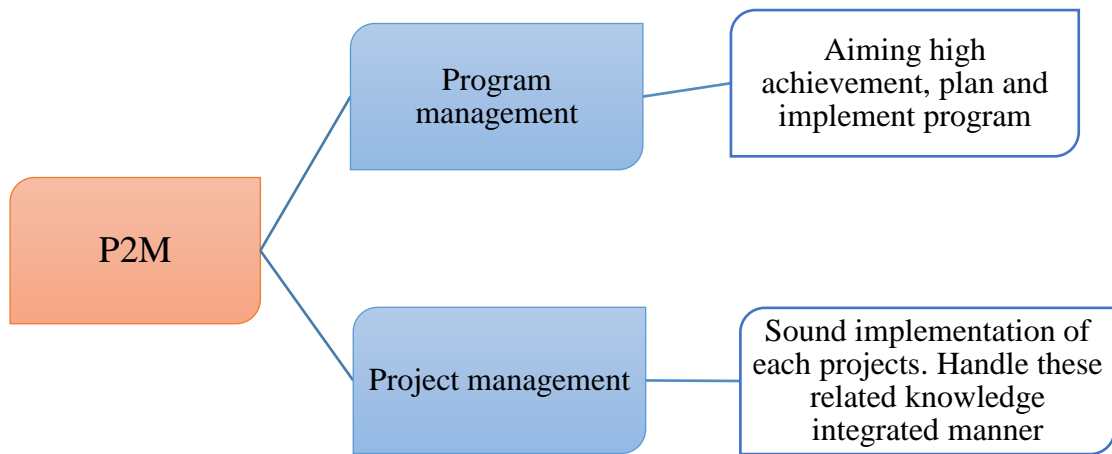 P2M
Program
management
Aiming high
achievement, plan and
implement program
Project management
Sound implementation of
each projects. Handle these
related knowledge
integrated manner